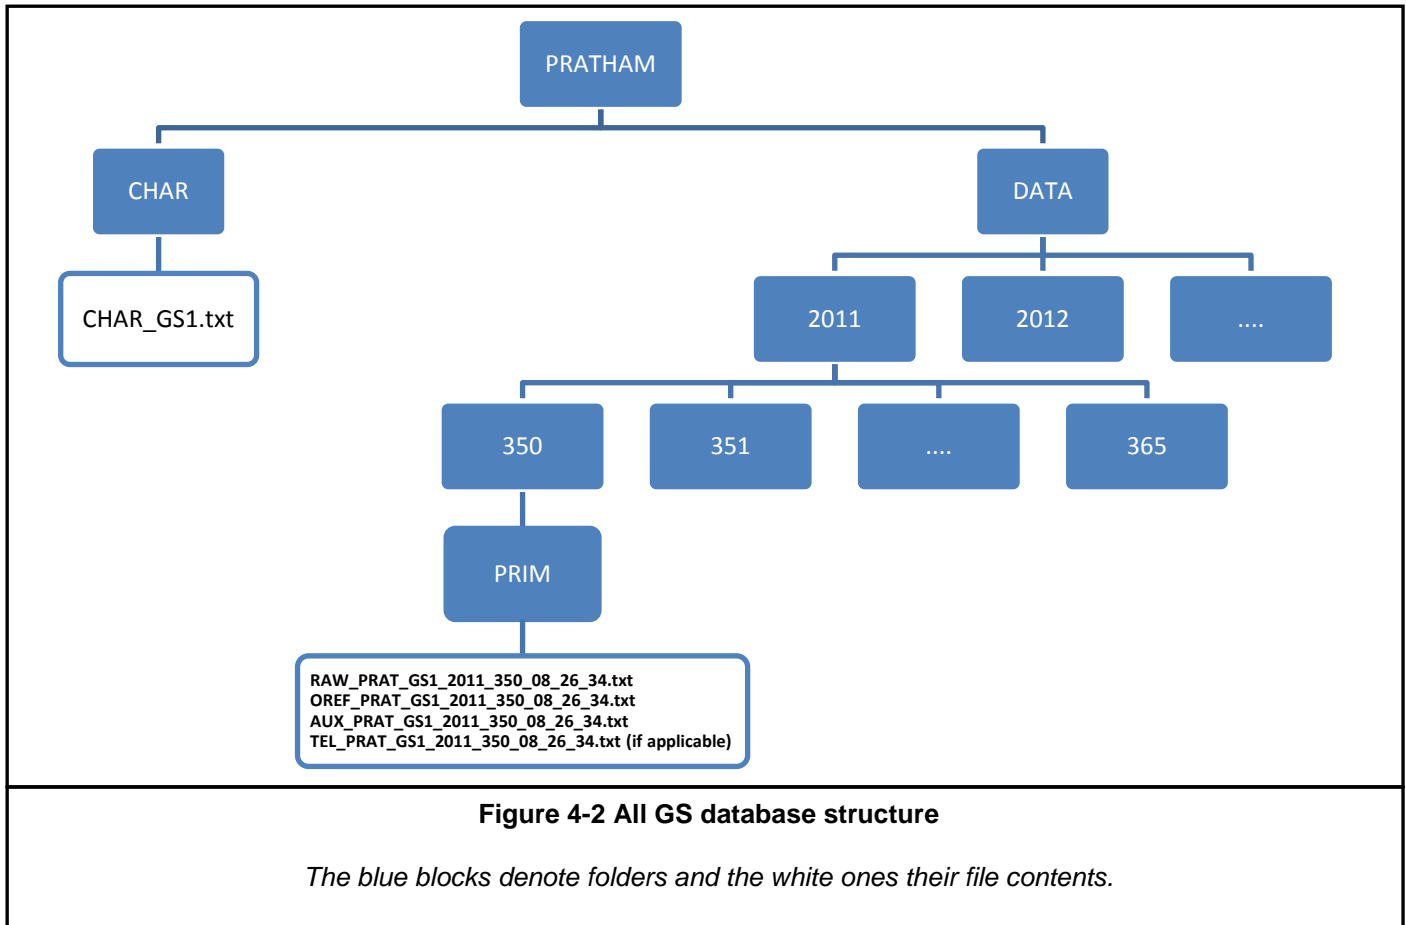 PRATHAM
CHAR
DATA
CHAR_GS1.txt
2011
2012
....
350
351
....
365
PRIM
RAW_PRAT_GS1_2011_350_08_26_34.txt
OREF_PRAT_GS1_2011_350_08_26_34.txt
AUX_PRAT_GS1_2011_350_08_26_34.txt
TEL_PRAT_GS1_2011_350_08_26_34.txt (if applicable)
Figure 4-2 All GS database structure
The blue blocks denote folders and the white ones their file contents.